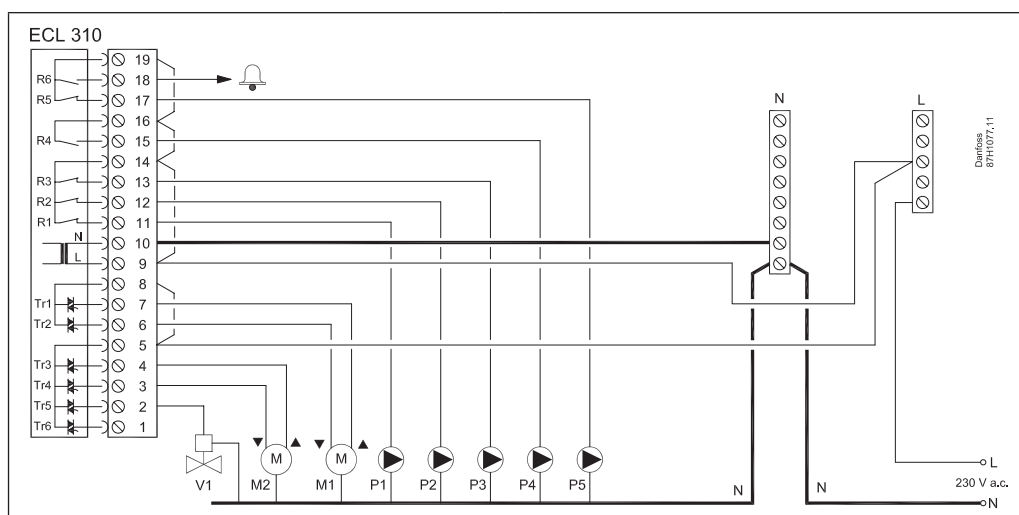 ECL 310
19
R6 18
R5 17
16
R4 15
14
R3 13
R2 12
R1 11
N 10
L 9
8
Tr1 7
Tr2 6
5
Tr3 4
Tr4 3
Tr5 2
Tr6 1
N
L
Danfoss
87H1077.11
M M
V1 M2 M1 P1 P2 P3 P4 P5
N N
L
230 V a.c.
N